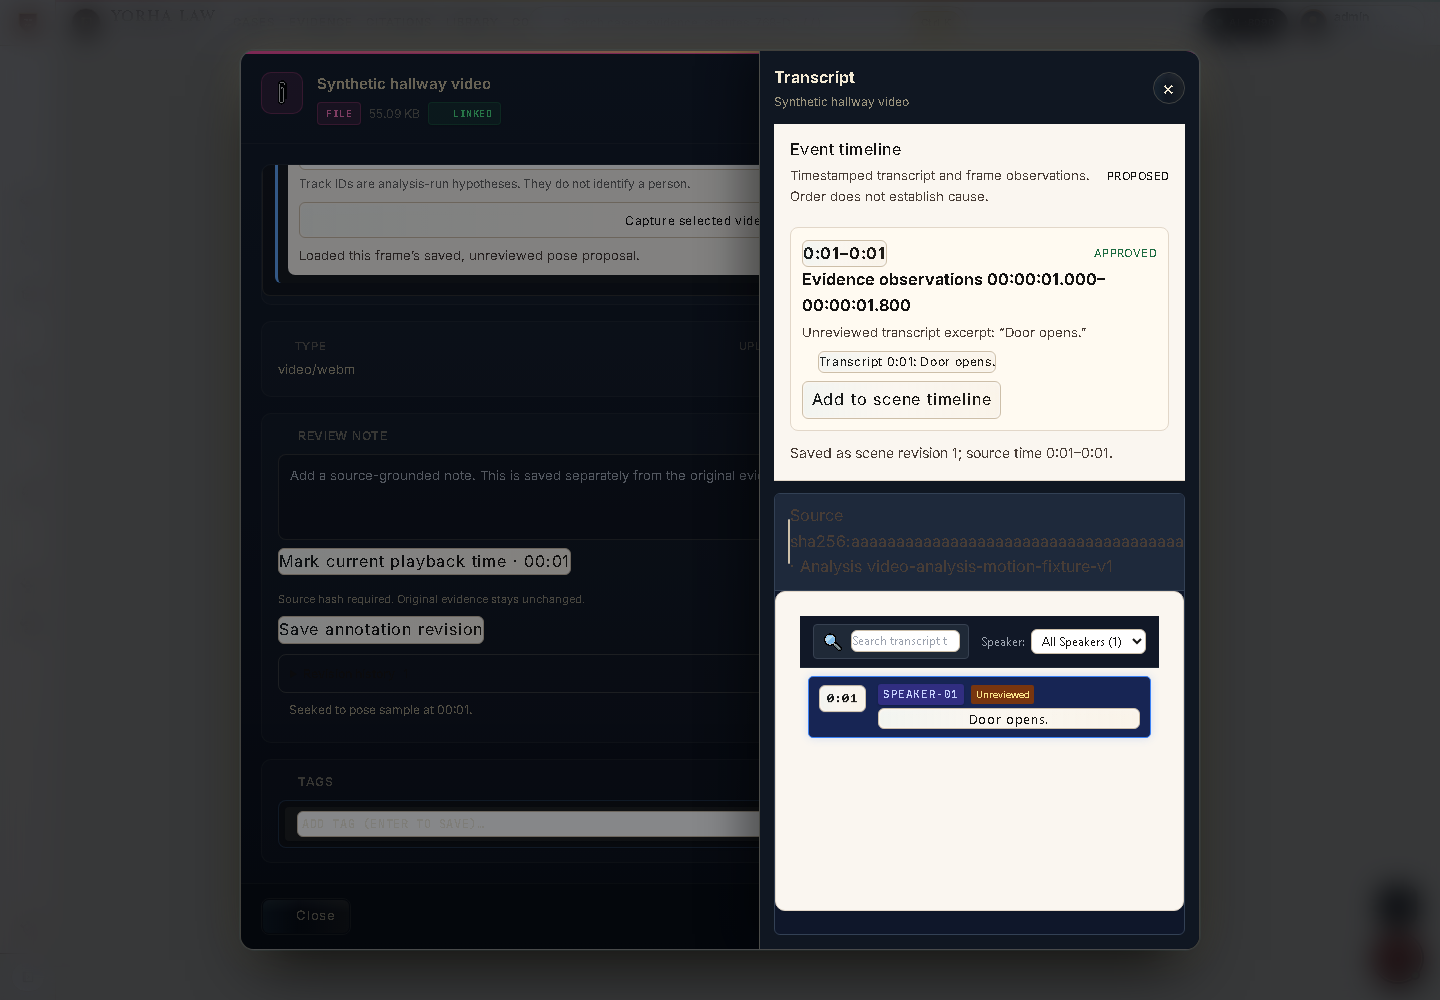 YORHA LAW
Synthetic hallway video
FILE
55.09 KB
LINKED
Track IDs are analysis-run hypotheses. They do not identify a person.
Capture selected vide
Loaded this frame's saved, unreviewed pose proposal.
TYPE
UPL
video/webm
REVIEW NOTE
Add a source-grounded note. This is saved separately from the original evi
Mark current playback time · 00:01
Source hash required. Original evidence stays unchanged.
Save annotation revision
Seeked to pose sample at 00:01.
TAGS
ADD TAG (ENTER TO SAVE)…
Close
Transcript
Synthetic hallway video
×
Event timeline
Timestamped transcript and frame observations.
Order does not establish cause.
PROPOSED
0:01–0:01
APPROVED
Evidence observations 00:00:01.000–
00:00:01.800
Unreviewed transcript excerpt: “Door opens.”
Transcript 0:01: Door opens.
Add to scene timeline
Saved as scene revision 1; source time 0:01–0:01.
Source
sha256:aaaaaaaaaaaaaaaaaaaaaaaaaaaaaaaaaaaaa
· Analysis video-analysis-motion-fixture-v1
Search transcript t
Speaker:
All Speakers (1)
0:01
SPEAKER-01
Unreviewed
Door opens.